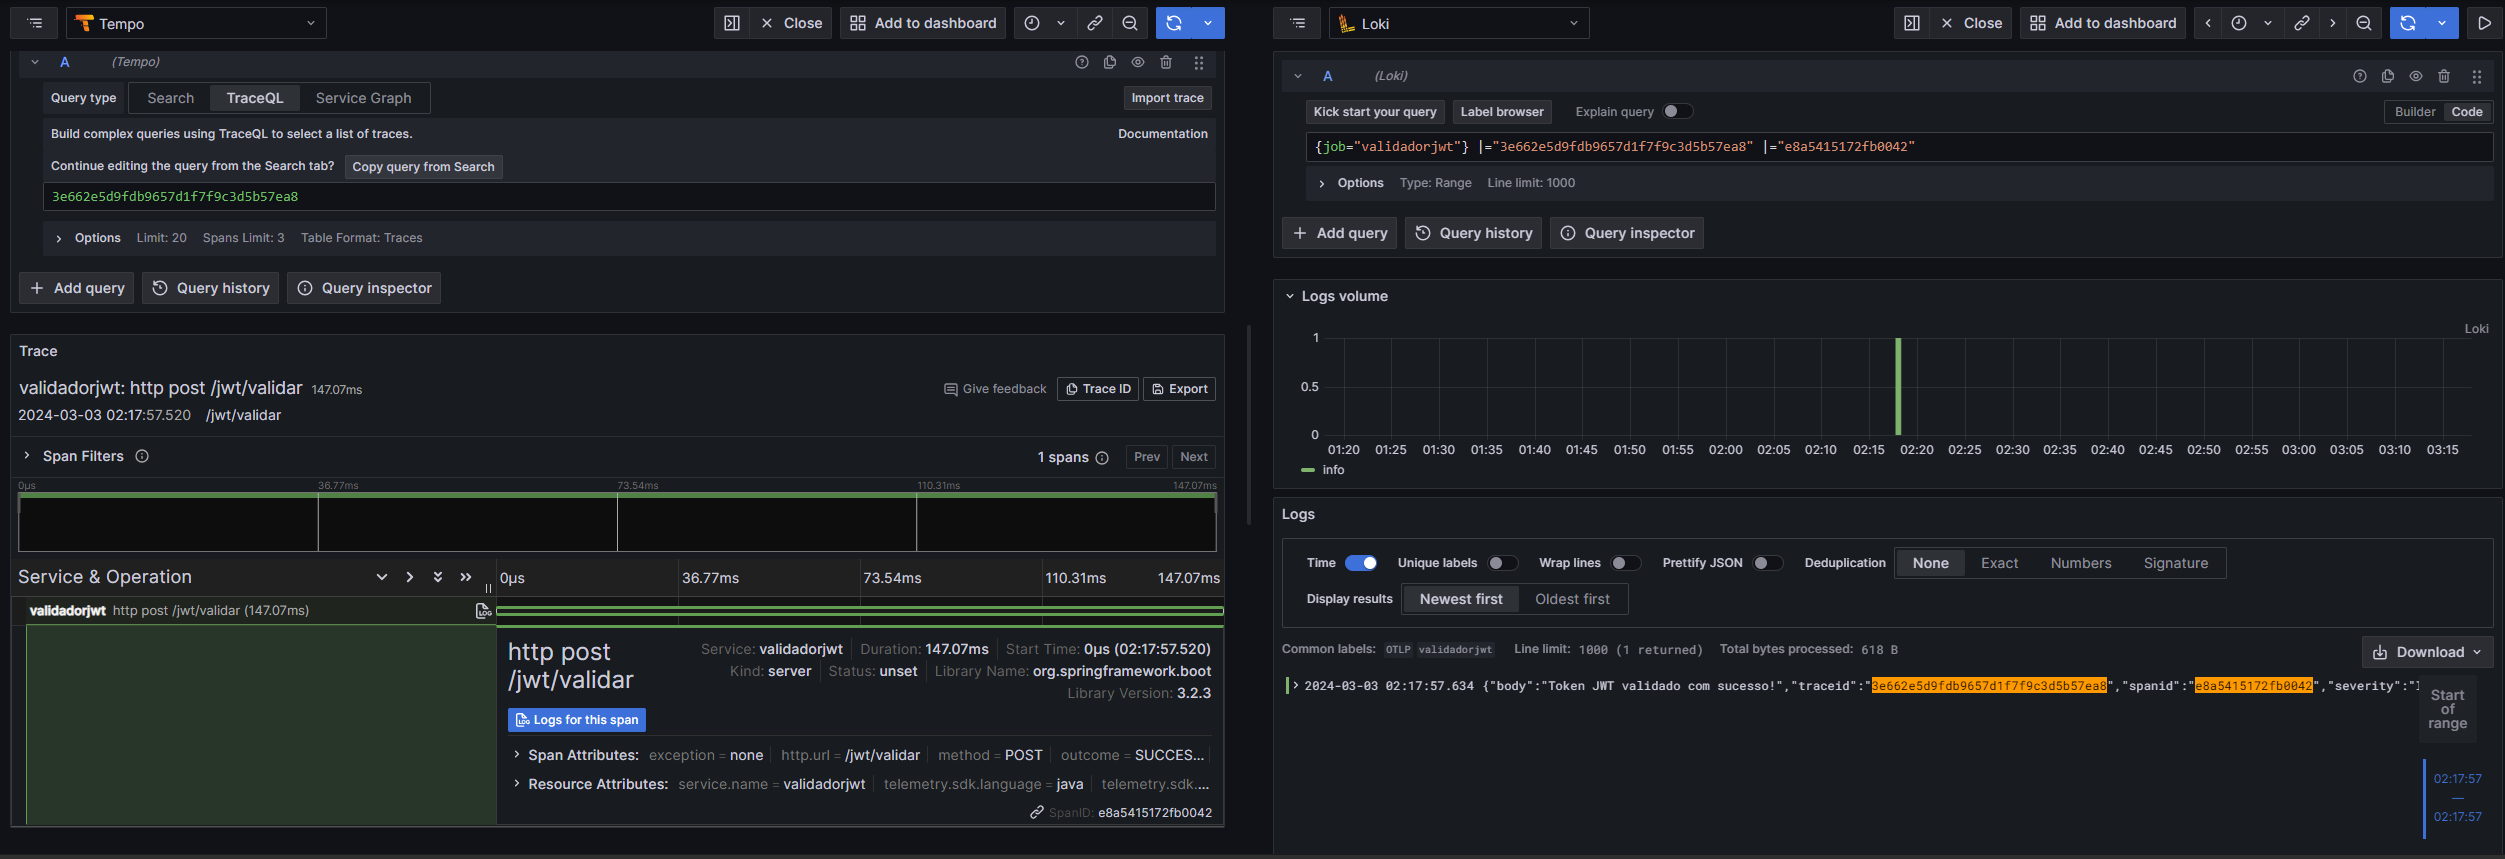 Tempo
Close
Add to dashboard
A (Tempo)
Query type Search TraceQL Service Graph Import trace
Build complex queries using TraceQL to select a list of traces. Documentation
Continue editing the query from the Search tab? Copy query from Search
3e662e5d9fdb9657d1f7f9c3d5b57ea8
Options Limit: 20 Spans Limit: 3 Table Format: Traces
Add query Query history Query inspector
Trace
validadorjwt: http post /jwt/validar 147.07ms
Give feedback Trace ID Export
2024-03-03 02:17:57.520 /jwt/validar
Span Filters 1 spans Prev Next
0μs 36.77ms 73.54ms 110.31ms 147.07ms
Service & Operation 0μs 36.77ms 73.54ms 110.31ms 147.07ms
validadorjwt http post /jwt/validar (147.07ms) LOG
http post
/jwt/validar
Service: validadorjwt Duration: 147.07ms Start Time: 0μs (02:17:57.520)
Kind: server Status: unset Library Name: org.springframework.boot
Library Version: 3.2.3
LOG Logs for this span
Span Attributes: exception = none http.url = /jwt/validar method = POST outcome = SUCCES...
Resource Attributes: service.name = validadorjwt telemetry.sdk.language = java telemetry.sdk....
SpanID: e8a5415172fb0042
Loki
Close
Add to dashboard
A (Loki)
Kick start your query Label browser Explain query Builder Code
{job="validadorjwt"} |="3e662e5d9fdb9657d1f7f9c3d5b57ea8" |="e8a5415172fb0042"
Options Type: Range Line limit: 1000
Add query Query history Query inspector
Logs volume
Loki
1
0.5
0
01:20 01:25 01:30 01:35 01:40 01:45 01:50 01:55 02:00 02:05 02:10 02:15 02:20 02:25 02:30 02:35 02:40 02:45 02:50 02:55 03:00 03:05 03:10 03:15
info
Logs
Time Unique labels Wrap lines Prettify JSON Deduplication None Exact Numbers Signature
Display results Newest first Oldest first
Common labels: OTLP validadorjwt Line limit: 1000 (1 returned) Total bytes processed: 618 B
Download
2024-03-03 02:17:57.634 {"body":"Token JWT validado com sucesso!","traceid":"3e662e5d9fdb9657d1f7f9c3d5b57ea8","spanid":"e8a5415172fb0042","severity":"I
Start
of
range
02:17:57
—
02:17:57